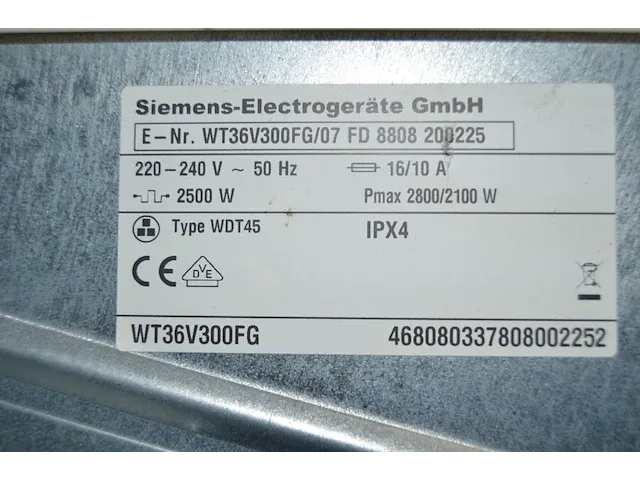 Siemens-Electrogeräte GmbH
E-Nr. WT36V300FG/07 FD 8808 200225
220-240 V ~ 50 Hz 16/10 A
2500 W Pmax 2800/2100 W
Type WDT45 IPX4
CE DVE
WT36V300FG 468080337808002252